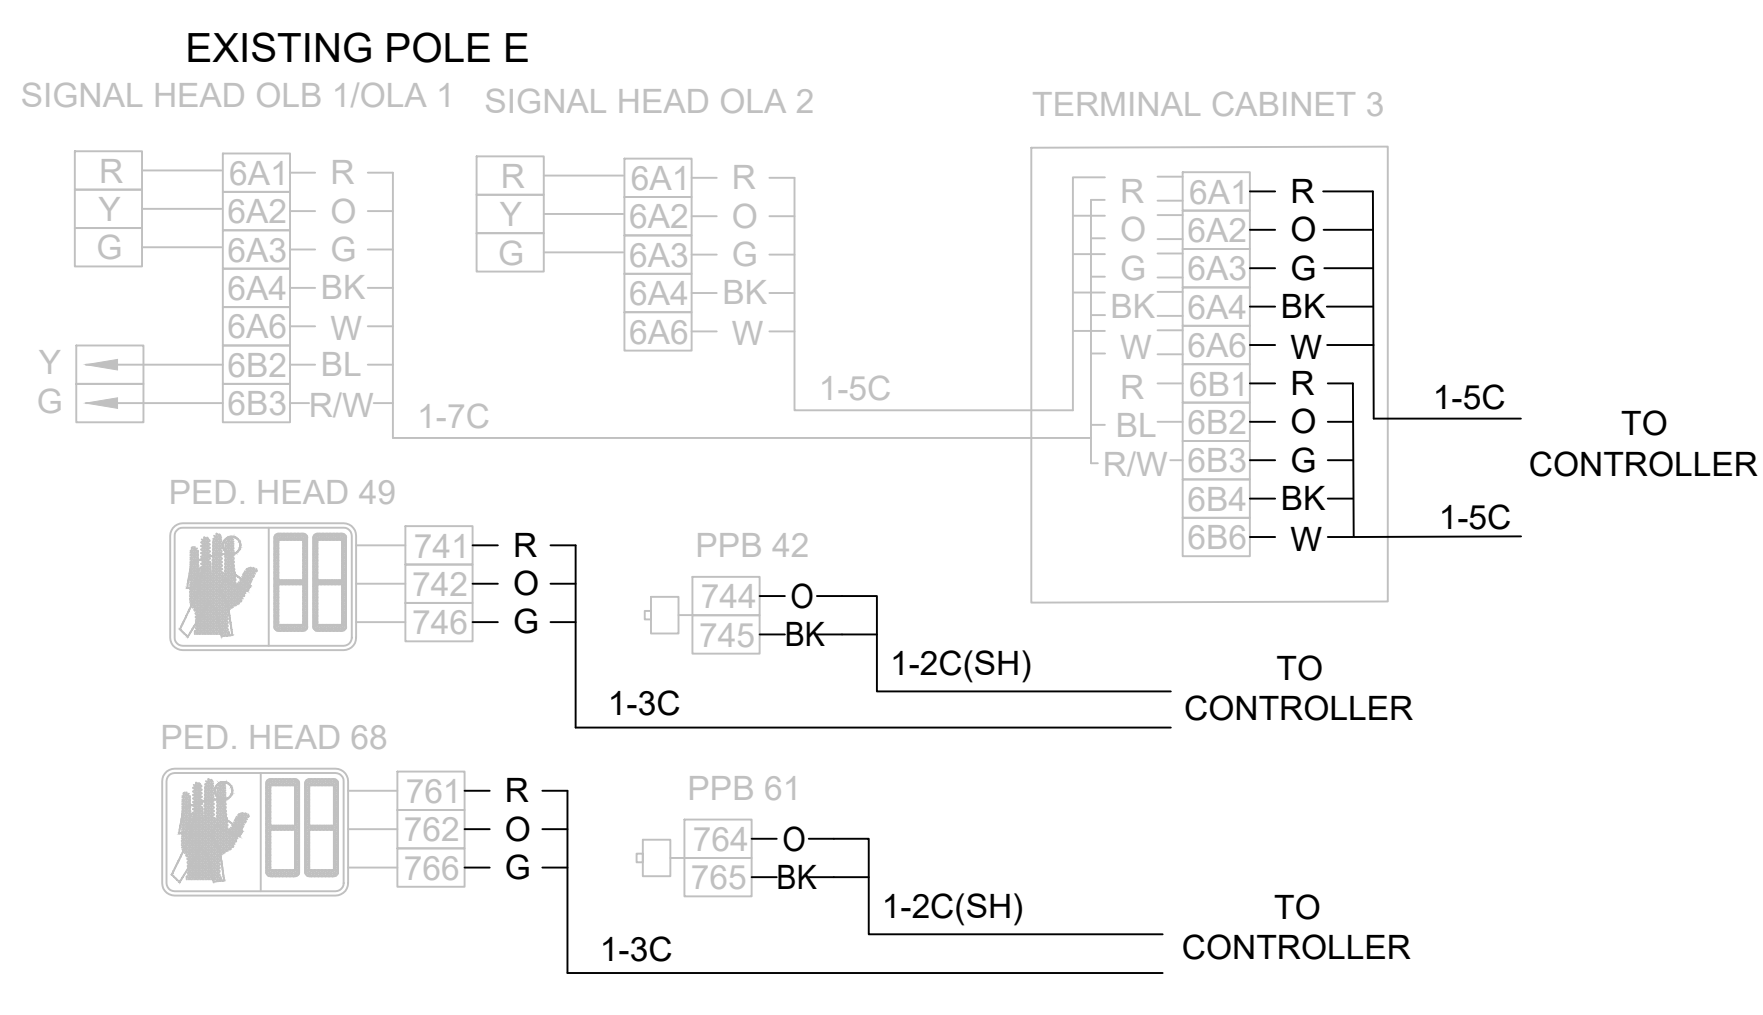 EXISTING POLE E
SIGNAL HEAD OLB 1/OLA 1
R 6A1 R
Y 6A2 O
G 6A3 G
6A4 BK
6A6 W
Y 6B2 BL
G 6B3 R/W
1-7C
SIGNAL HEAD OLA 2
R 6A1 R
Y 6A2 O
G 6A3 G
6A4 BK
6A6 W
1-5C
TERMINAL CABINET 3
R 6A1 R
O 6A2 O
G 6A3 G
BK 6A4 BK
W 6A6 W
R 6B1 R
BL 6B2 O
R/W 6B3 G
6B4 BK
6B6 W
1-5C
1-5C
TO
CONTROLLER
PED. HEAD 49
741 R
742 O
746 G
1-3C
PPB 42
744 O
745 BK
1-2C(SH)
TO
CONTROLLER
PED. HEAD 68
761 R
762 O
766 G
1-3C
PPB 61
764 O
765 BK
1-2C(SH)
TO
CONTROLLER